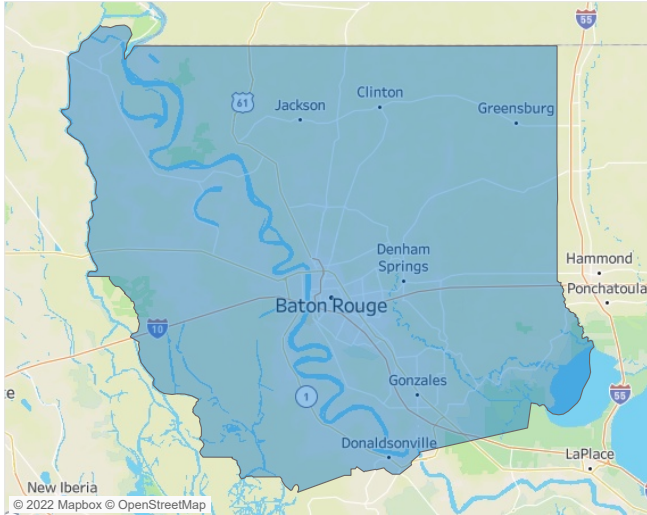 55
61
Jackson
Clinton
Greensburg
Denham
Springs
Hammond
Ponchatoula
Baton Rouge
10
Gonzales
1
55
Donaldsonville
LaPlace
New Iberia
© 2022 Mapbox © OpenStreetMap